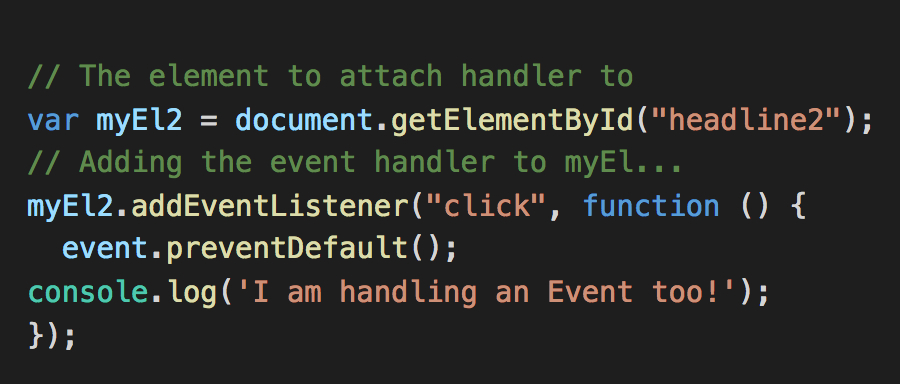 // The element to attach handler to
var myEl2 = document.getElementById("headline2");
// Adding the event handler to myEl...
myEl2.addEventListener("click", function () {
  event.preventDefault();
console.log('I am handling an Event too!');
});